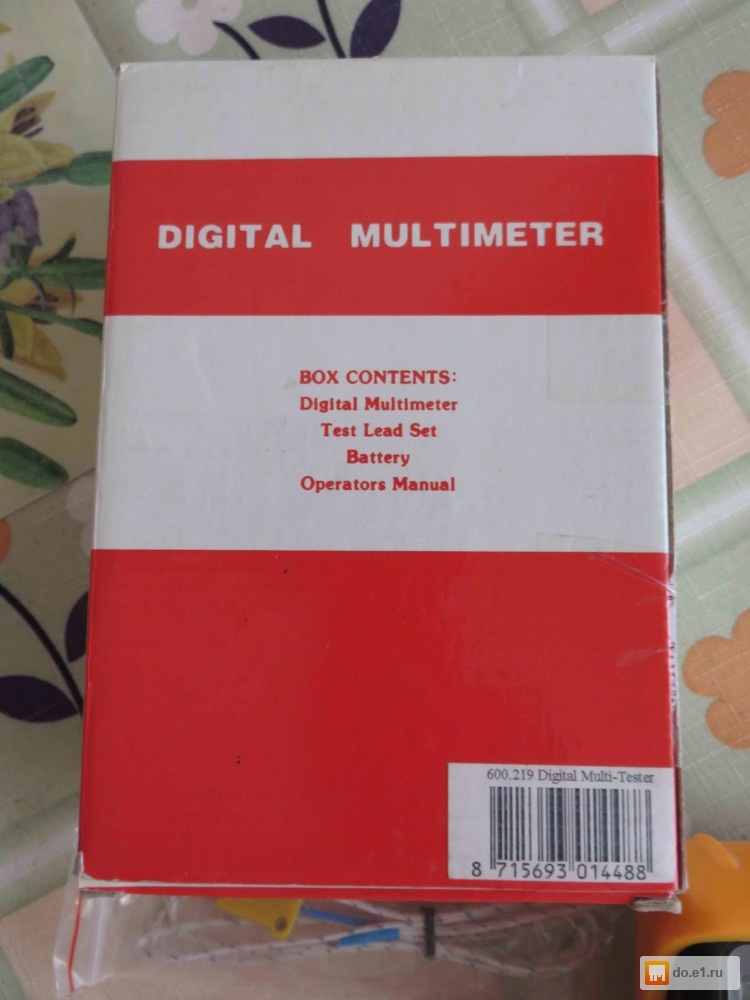 DIGITAL MULTIMETER
BOX CONTENTS:
Digital Multimeter
Test Lead Set
Battery
Operators Manual
600.219 Digital Multi-Tester
8 715693 014488
do.e1.ru